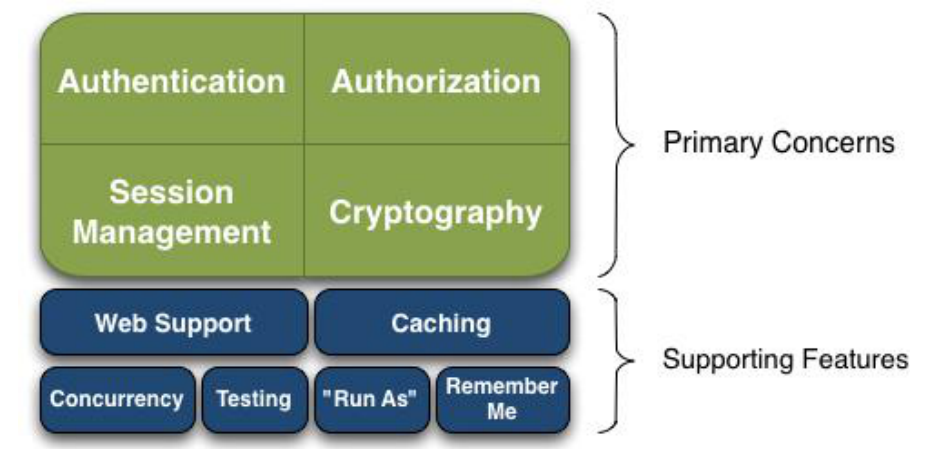 Authentication
Authorization
Primary Concerns
Session
Management
Cryptography
Web Support
Caching
Supporting Features
Concurrency
Testing
"Run As"
Remember
Me